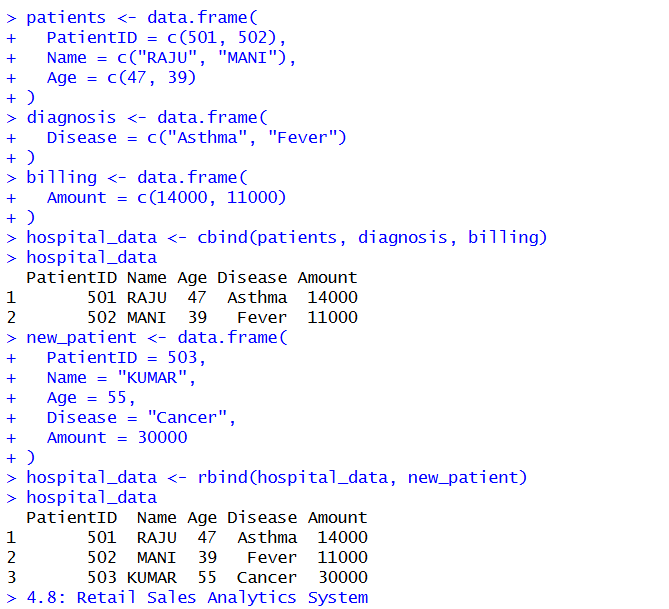 > patients <- data.frame(
+   PatientID = c(501, 502),
+   Name = c("RAJU", "MANI"),
+   Age = c(47, 39)
+ )
> diagnosis <- data.frame(
+   Disease = c("Asthma", "Fever")
+ )
> billing <- data.frame(
+   Amount = c(14000, 11000)
+ )
> hospital_data <- cbind(patients, diagnosis, billing)
> hospital_data
  PatientID Name Age Disease Amount
1       501 RAJU  47  Asthma  14000
2       502 MANI  39   Fever  11000
> new_patient <- data.frame(
+   PatientID = 503,
+   Name = "KUMAR",
+   Age = 55,
+   Disease = "Cancer",
+   Amount = 30000
+ )
> hospital_data <- rbind(hospital_data, new_patient)
> hospital_data
  PatientID  Name Age Disease Amount
1       501  RAJU  47  Asthma  14000
2       502  MANI  39   Fever  11000
3       503 KUMAR  55  Cancer  30000
> 4.8: Retail Sales Analytics System